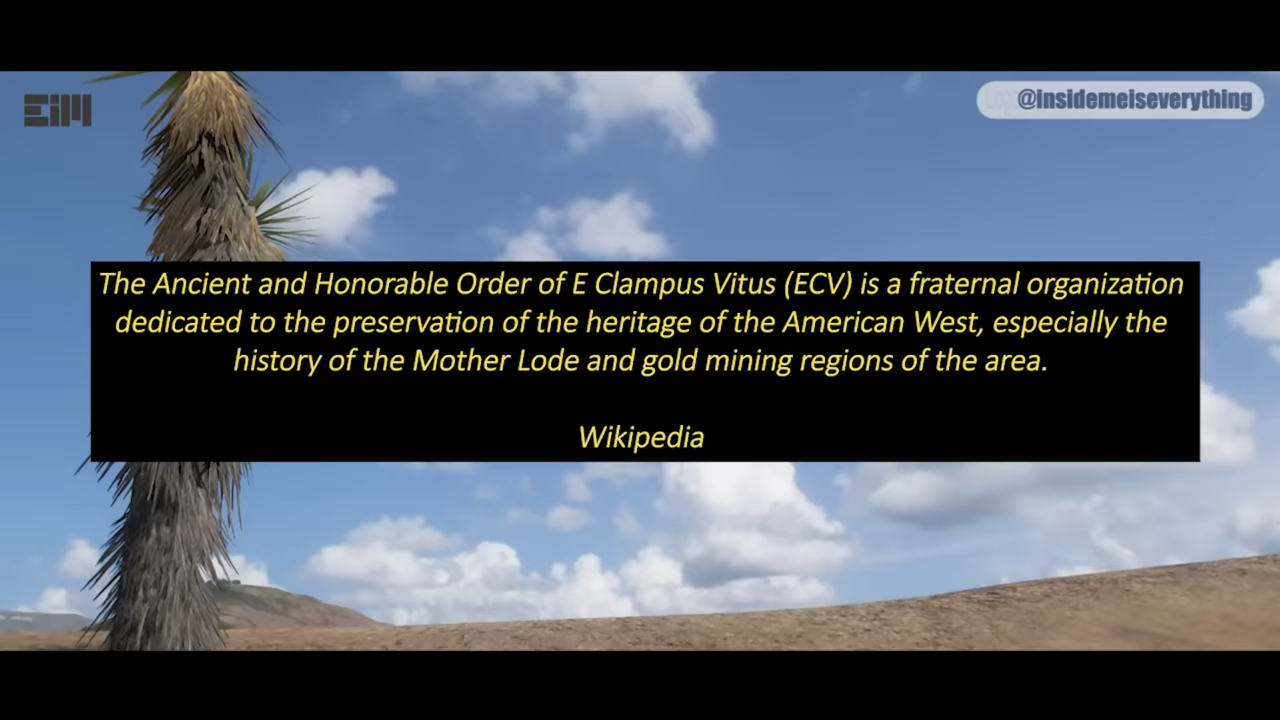 EiM
@insidemeiseverything
The Ancient and Honorable Order of E Clampus Vitus (ECV) is a fraternal organization
dedicated to the preservation of the heritage of the American West, especially the
history of the Mother Lode and gold mining regions of the area.
Wikipedia